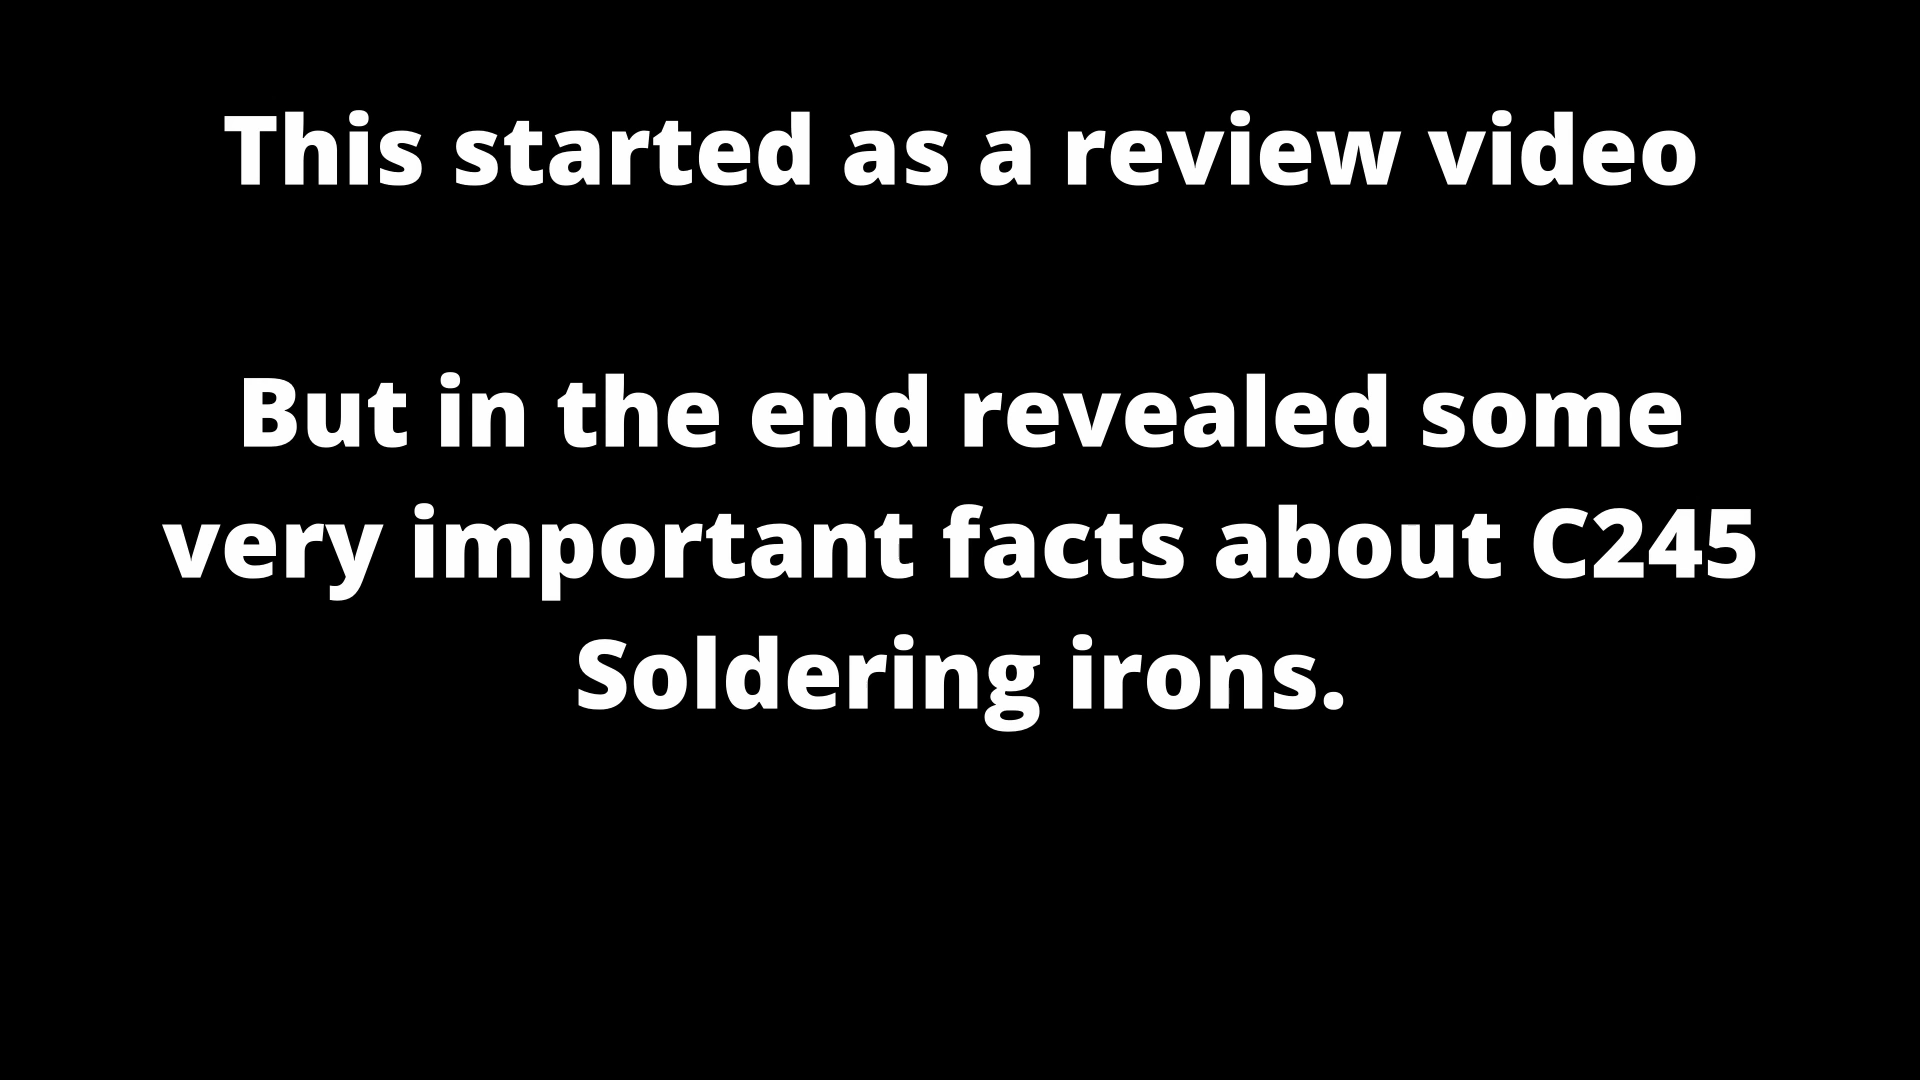 This started as a review video
But in the end revealed some
very important facts about C245
Soldering irons.